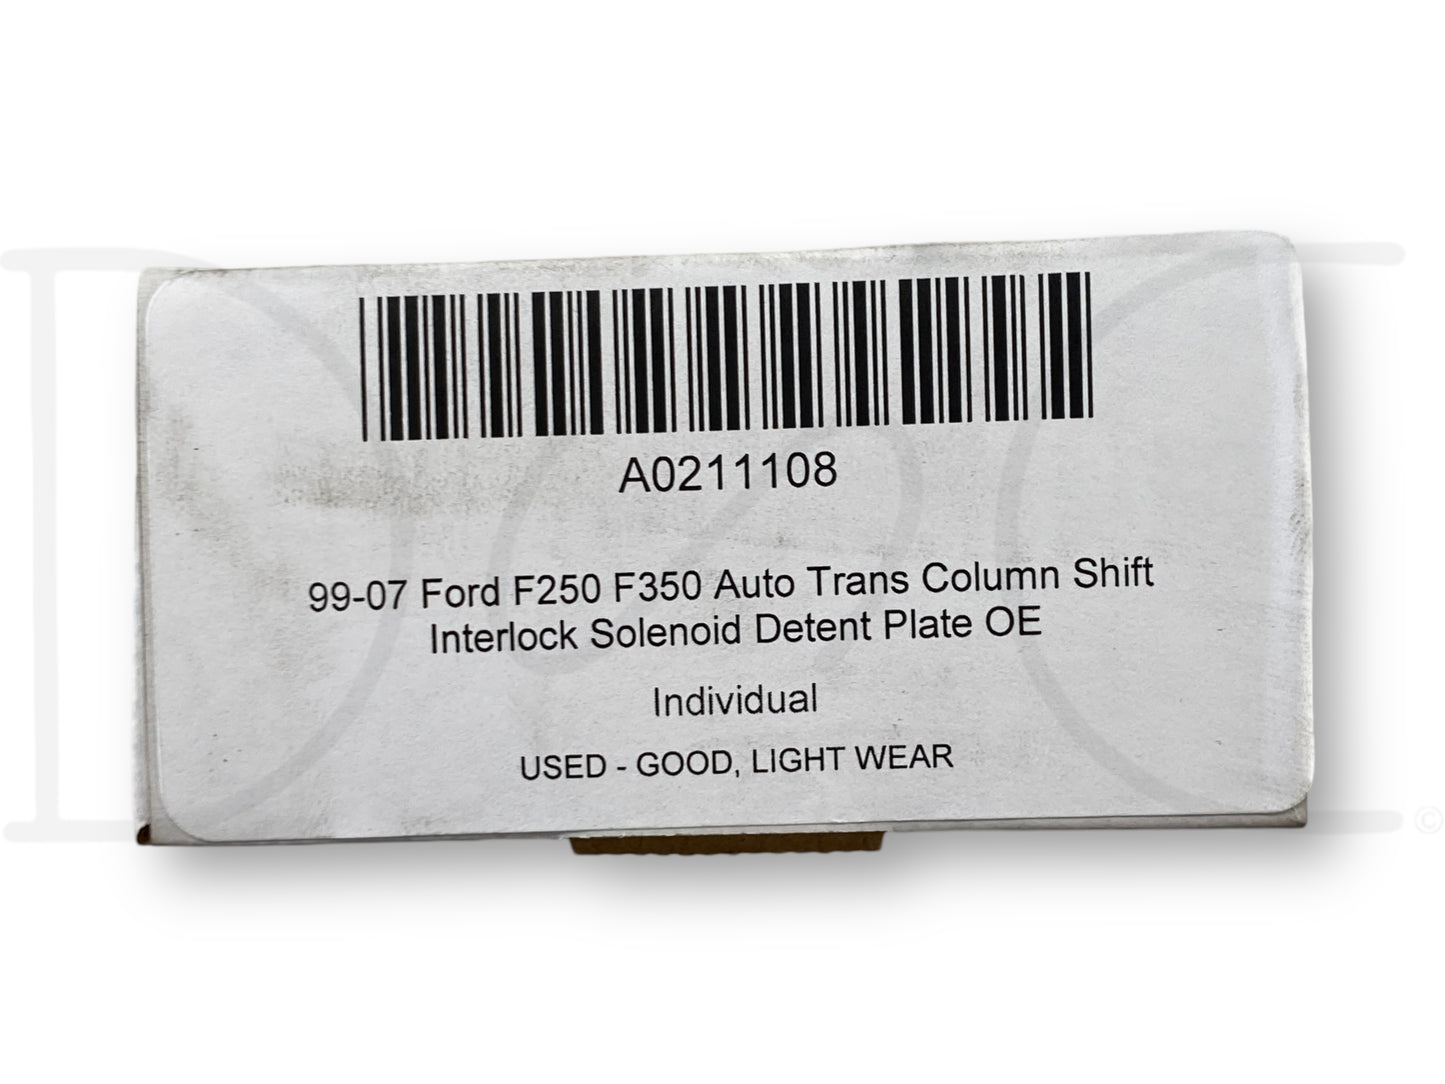 A0211108
99-07 Ford F250 F350 Auto Trans Column Shift
Interlock Solenoid Detent Plate OE
Individual
USED - GOOD, LIGHT WEAR
©